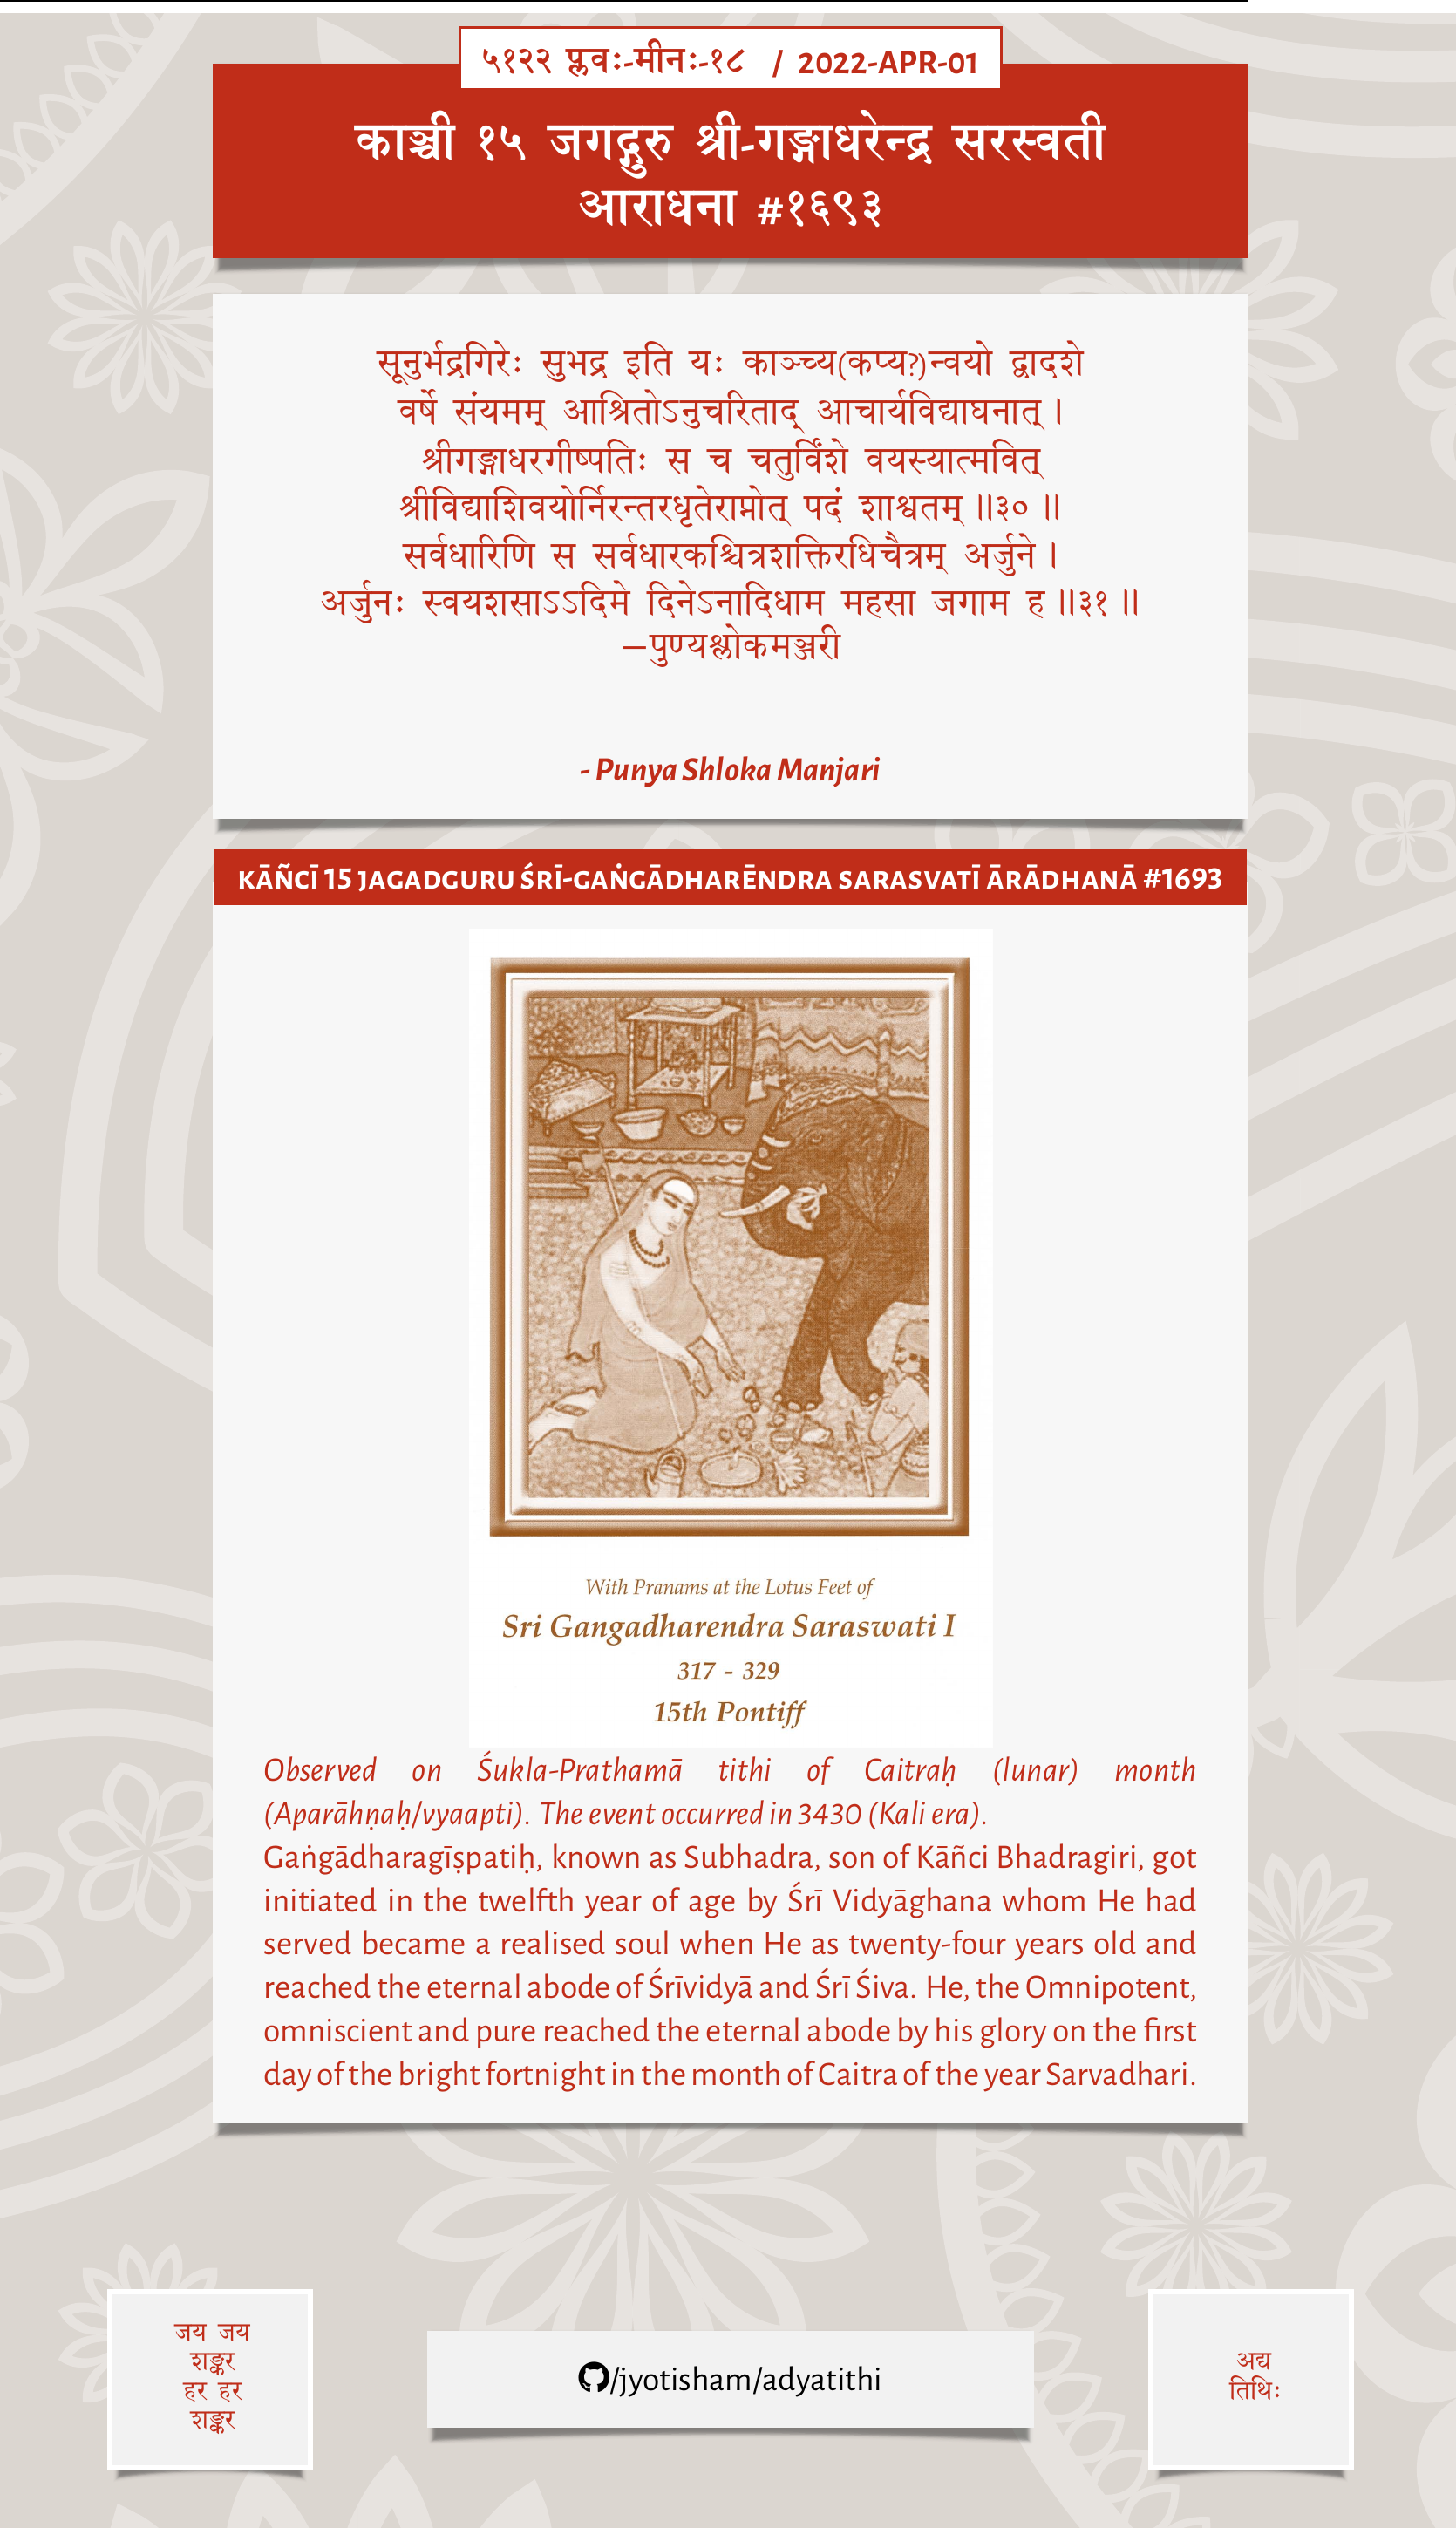 ५१२२ प्लवः-मीनः-१८ / 2022-APR-01
काञ्ची १५ जगद्गुरु श्री-गङ्गाधरेन्द्र सरस्वती
आराधना #१६९३
सूनुर्भद्रगिरेः सुभद्र इति यः काञ्च्य(कप्य?)न्वयो द्वादशे
वर्षे संयमम् आश्रितोऽनुचरिताद् आचार्यविद्याघनात् ।
श्रीगङ्गाधरगीष्पतिः स च चतुर्विंशे वयस्यात्मवित्
श्रीविद्याशिवयोर्निरन्तरधृतेराप्नोत् पदं शाश्वतम् ॥३० ॥
सर्वधारिणि स सर्वधारकश्चित्रशक्तिरधिचैत्रम् अर्जुने ।
अर्जुनः स्वयशसाऽऽदिमे दिनेऽनादिधाम महसा जगाम ह ॥३१ ॥
—पुण्यश्लोकमञ्जरी
- Punya Shloka Manjari
KĀÑCĪ 15 JAGADGURU ŚRĪ-GAṄGĀDHARĒNDRA SARASVATĪ ĀRĀDHANĀ #1693
With Pranams at the Lotus Feet of
Sri Gangadharendra Saraswati I
317 - 329
15th Pontiff
Observed on Śukla-Prathamā tithi of Caitraḥ (lunar) month
(Aparāhṇaḥ/vyaapti). The event occurred in 3430 (Kali era).
Gaṅgādharagīṣpatiḥ, known as Subhadra, son of Kāñci Bhadragiri, got
initiated in the twelfth year of age by Śrī Vidyāghana whom He had
served became a realised soul when He as twenty-four years old and
reached the eternal abode of Śrīvidyā and Śrī Śiva. He, the Omnipotent,
omniscient and pure reached the eternal abode by his glory on the first
day of the bright fortnight in the month of Caitra of the year Sarvadhari.
जय जय
शङ्कर
हर हर
शङ्कर
/jyotisham/adyatithi
अद्य
तिथिः